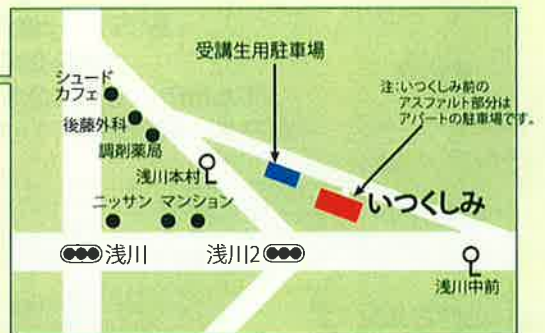 受講生用駐車場
注：いつくしみ前の
アスファルト部分は
アパートの駐車場です。
シュード
カフェ
後藤外科
調剤薬局
浅川本村
ニッサン
マンション
いつくしみ
浅川
浅川2
浅川中前